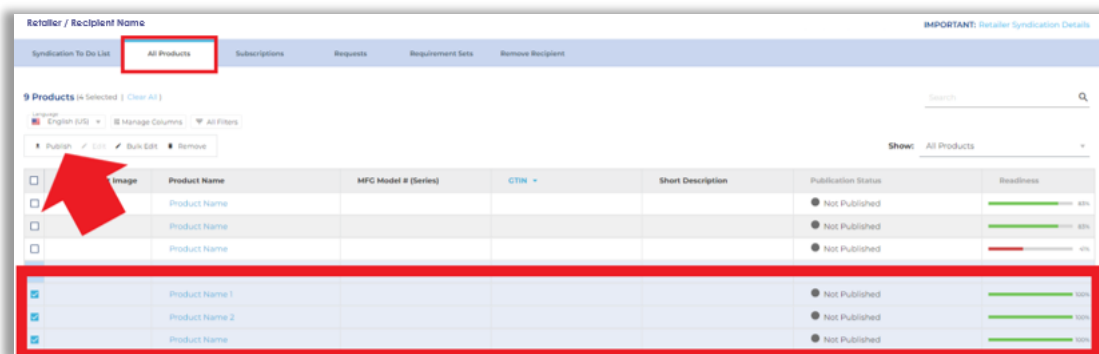 Retailer / Recipient Name
IMPORTANT: Retailer Syndication Details
Syndication To Do List All Products Subscriptions Requests Requirement Sets Remove Recipient
9 Products (4 Selected | Clear All)
Search
Language
English (US) Manage Columns All Filters
Publish Edit Bulk Edit Remove
Show: All Products
Image Product Name MFG Model # (Series) GTIN Short Description Publication Status Readiness
Product Name Not Published
Product Name Not Published
Product Name Not Published
Product Name 1 Not Published 100%
Product Name 2 Not Published 100%
Product Name Not Published 100%